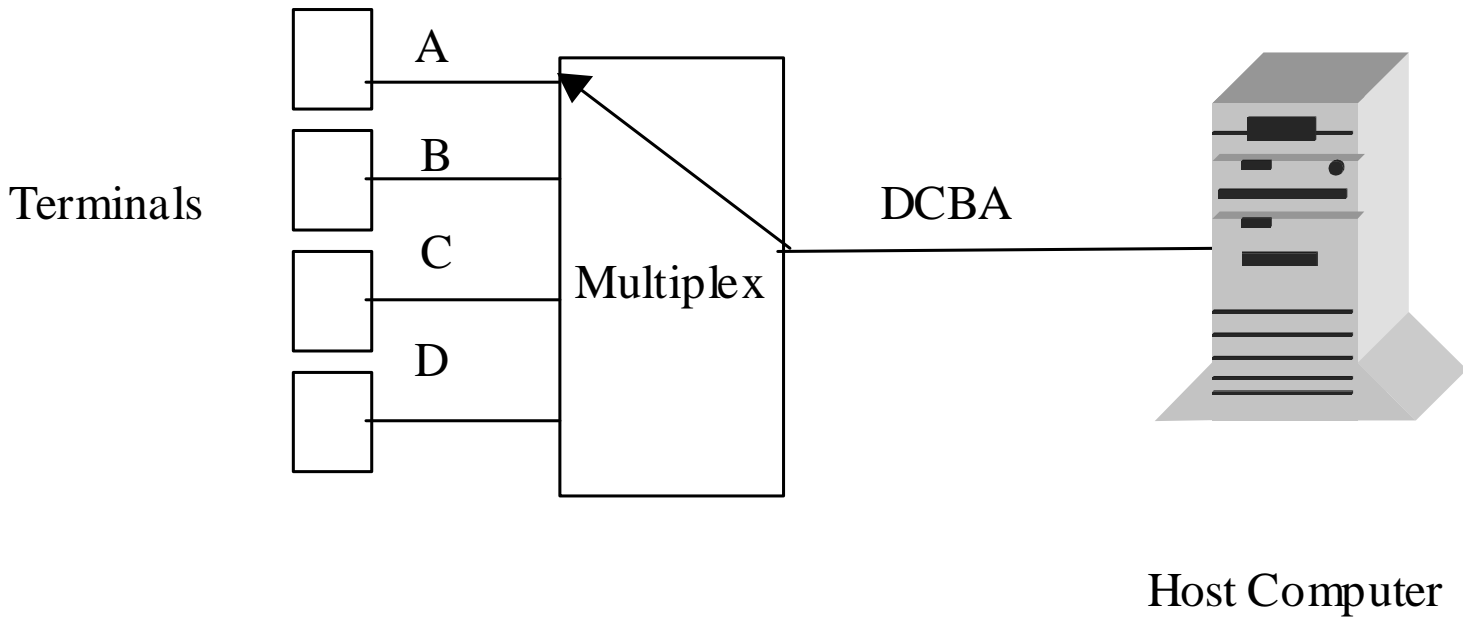 A
B
Terminals
DCBA
C
Multiplex
D
Host Computer